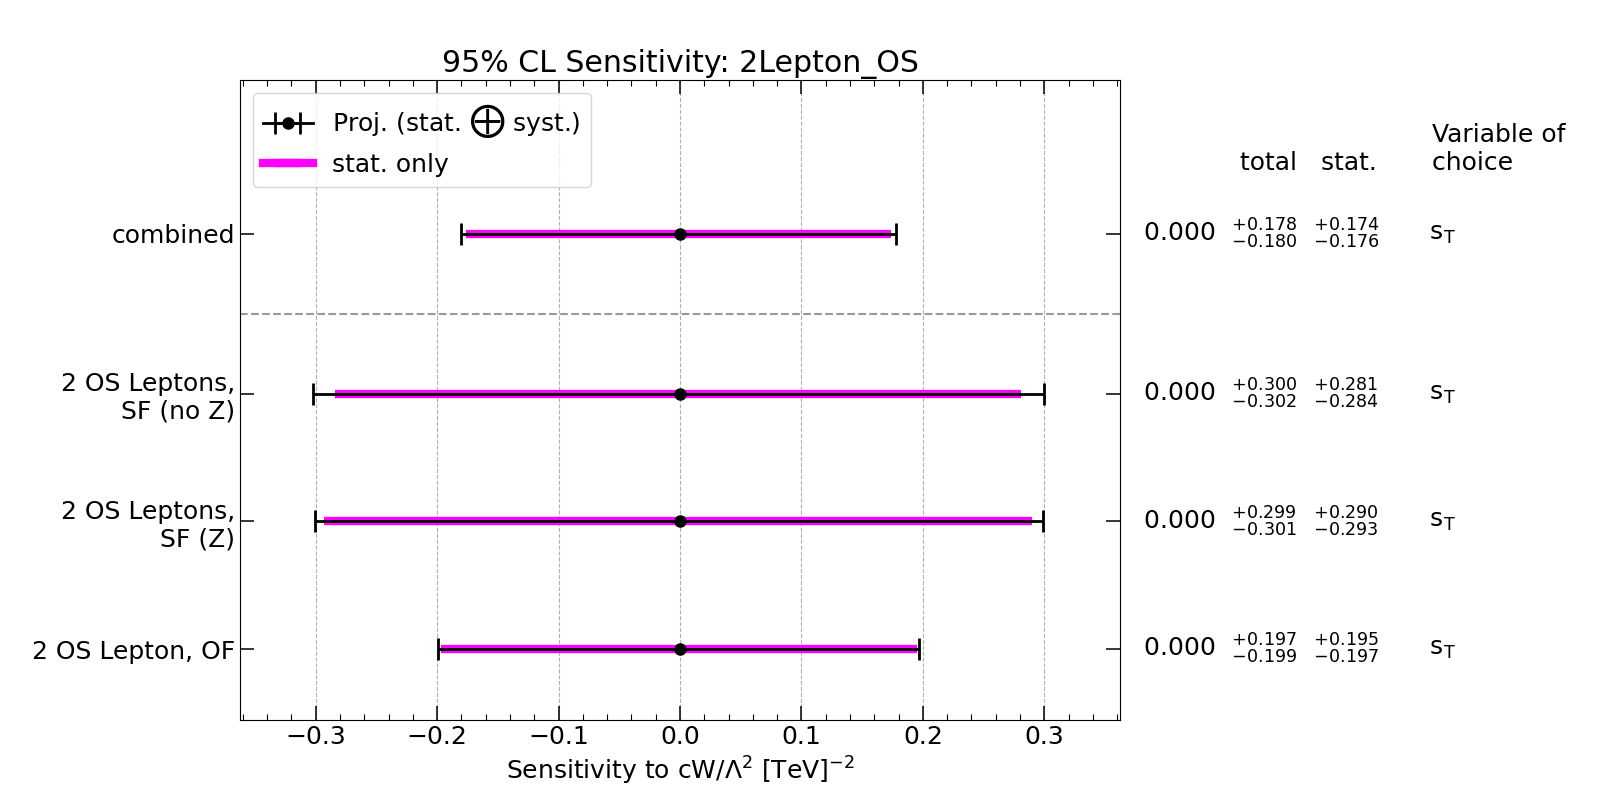 95% CL Sensitivity: 2Lepton_OS
Proj. (stat. ⊕ syst.)
stat. only
total stat. Variable of
choice
combined 0.000 +0.178 −0.180 +0.174 −0.176 s_T
2 OS Leptons,
SF (no Z) 0.000 +0.300 −0.302 +0.281 −0.284 s_T
2 OS Leptons,
SF (Z) 0.000 +0.299 −0.301 +0.290 −0.293 s_T
2 OS Lepton, OF 0.000 +0.197 −0.199 +0.195 −0.197 s_T
−0.3 −0.2 −0.1 0.0 0.1 0.2 0.3
Sensitivity to cW/Λ² [TeV]⁻²